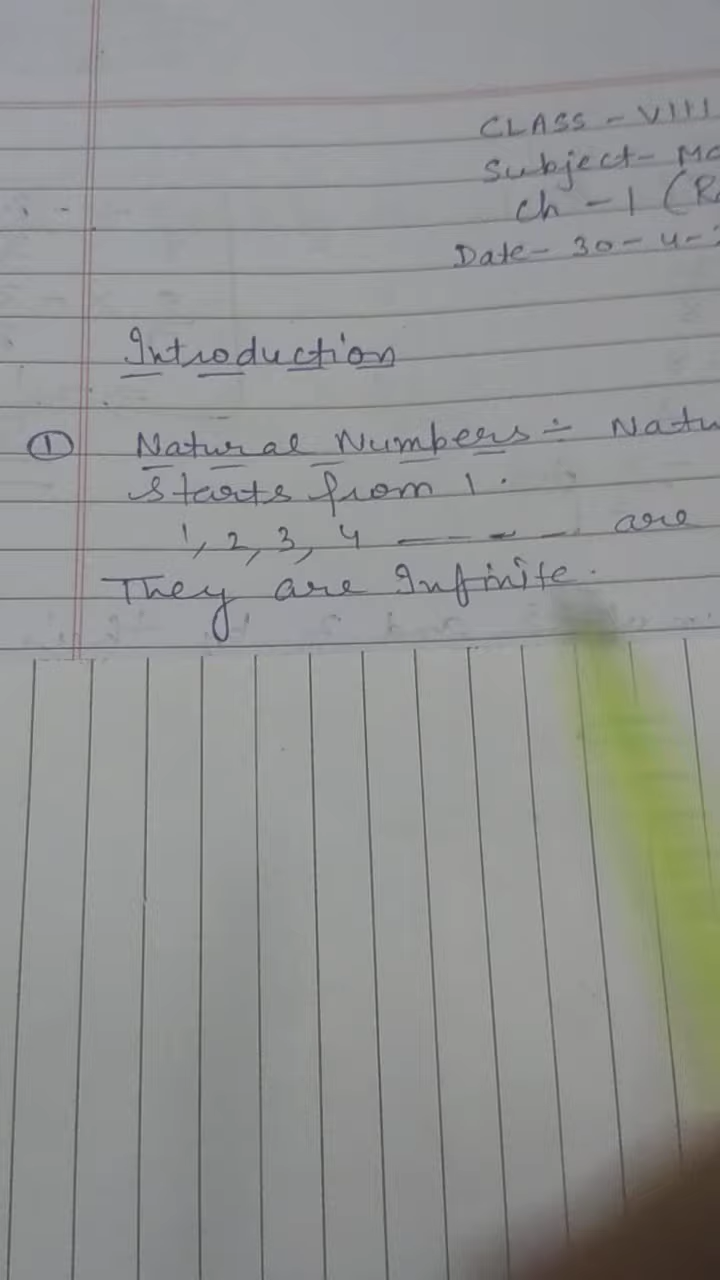 CLASS - VIII
Subject - Ma
Ch - 1 (R
Date - 30 - 4 -
Introduction
① Natural Numbers :- Natu
starts from 1.
1, 2, 3, 4 - - - - are
They are Infinite.